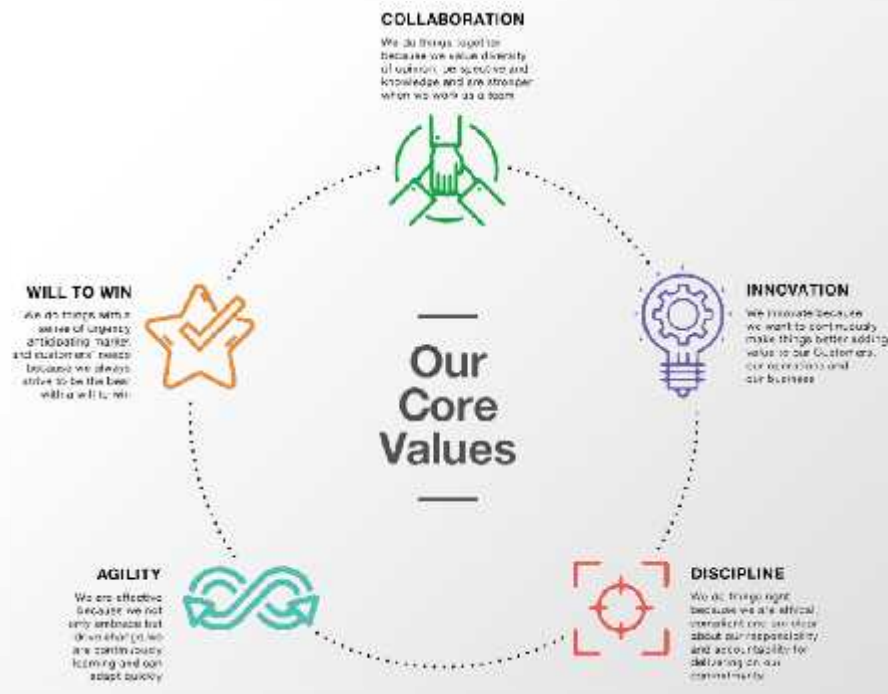 COLLABORATION
We do things together
because we value diversity
of opinion, perspective and
knowledge and are stronger
when we work as a team
WILL TO WIN
We do things with a
sense of urgency
anticipating market
and customers' needs
because we always
strive to be the best
with a will to win
INNOVATION
We innovate because
we want to continuously
make things better adding
value to our Customers,
our operations and
our business
Our
Core
Values
AGILITY
We are effective
because we not
only embrace but
drive change, we
are continuously
learning and can
adapt quickly
DISCIPLINE
We do things right
because we are ethical,
compliant and are clear
about our responsibility
and accountability for
delivering on our
commitments